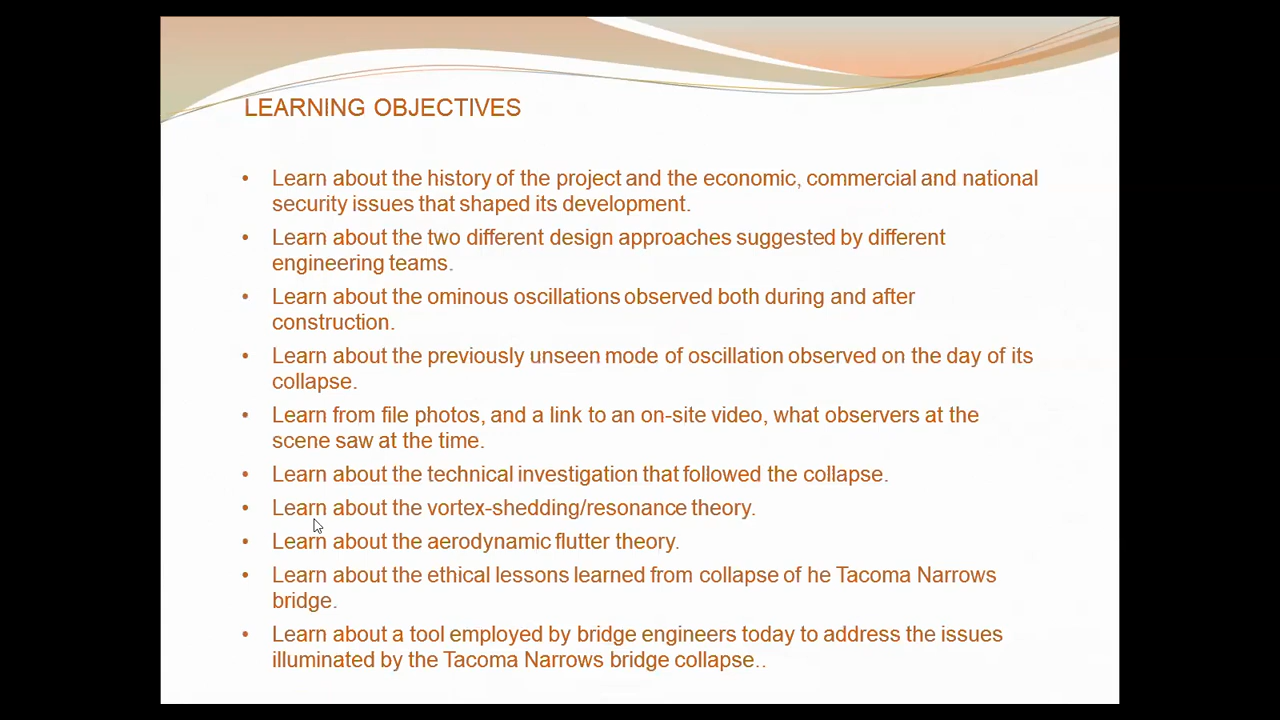 LEARNING OBJECTIVES
• Learn about the history of the project and the economic, commercial and national
security issues that shaped its development.
• Learn about the two different design approaches suggested by different
engineering teams.
• Learn about the ominous oscillations observed both during and after
construction.
• Learn about the previously unseen mode of oscillation observed on the day of its
collapse.
• Learn from file photos, and a link to an on-site video, what observers at the
scene saw at the time.
• Learn about the technical investigation that followed the collapse.
• Learn about the vortex-shedding/resonance theory.
• Learn about the aerodynamic flutter theory.
• Learn about the ethical lessons learned from collapse of he Tacoma Narrows
bridge.
• Learn about a tool employed by bridge engineers today to address the issues
illuminated by the Tacoma Narrows bridge collapse..